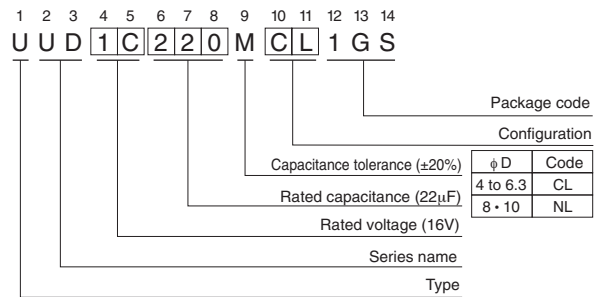 1 2 3 4 5 6 7 8 9 10 11 12 13 14
U U D 1 C 2 2 0 M C L 1 G S
Package code
Configuration
Capacitance tolerance (±20%)
φ D Code
4 to 6.3 CL
8 • 10 NL
Rated capacitance (22μF)
Rated voltage (16V)
Series name
Type